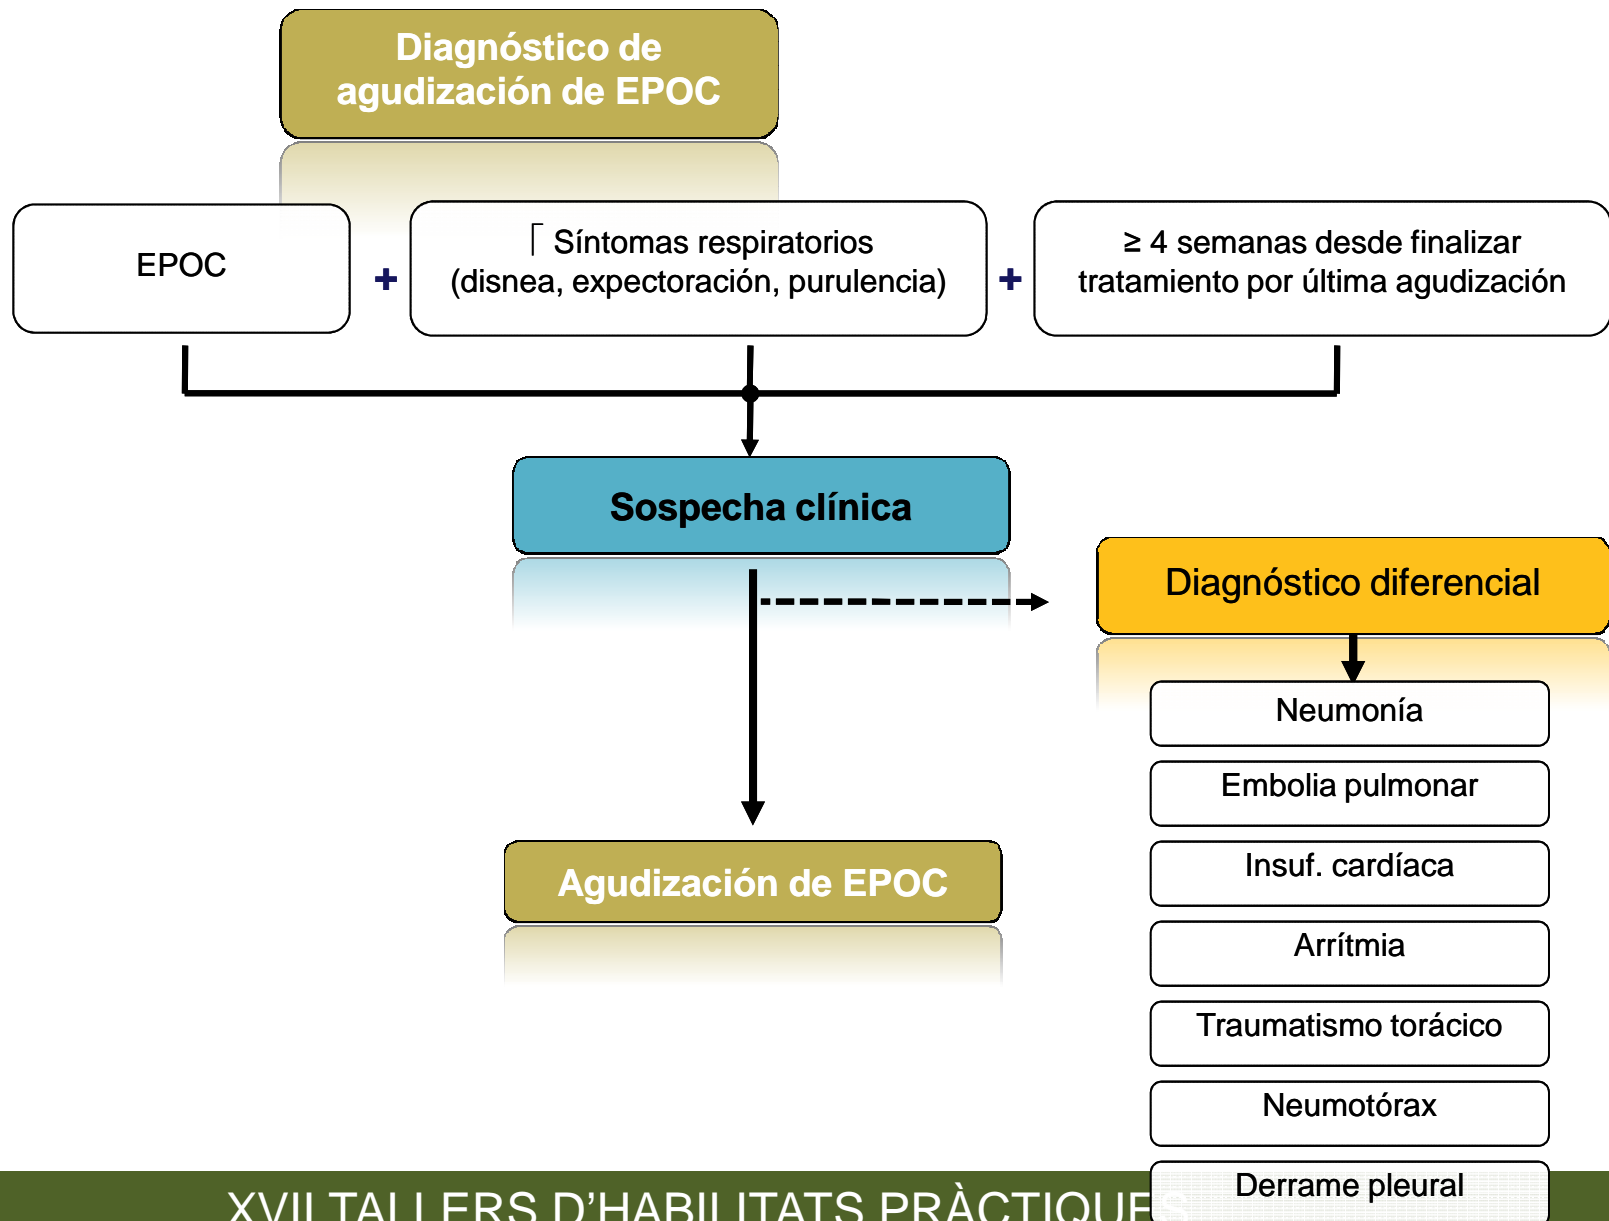 Diagnóstico de
agudización de EPOC
EPOC
+
⎡ Síntomas respiratorios
(disnea, expectoración, purulencia)
+
≥ 4 semanas desde finalizar
tratamiento por última agudización
Sospecha clínica
Diagnóstico diferencial
Neumonía
Embolia pulmonar
Insuf. cardíaca
Agudización de EPOC
Arrítmia
Traumatismo torácico
Neumotórax
Derrame pleural
XVII TALLERS D’HABILITATS PRÀCTIQUES